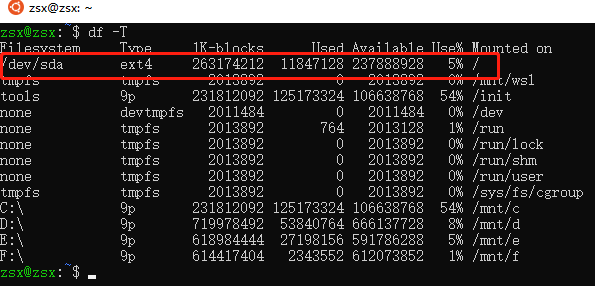 zsx@zsx: ~
zsx@zsx:~$ df -T
Filesystem Type 1K-blocks Used Available Use% Mounted on
/dev/sda ext4 263174212 11847128 237888928 5% /
tmpfs tmpfs 2013892 0 2013892 0% /mnt/wsl
tools 9p 231812092 125173324 106638768 54% /init
none devtmpfs 2011484 0 2011484 0% /dev
none tmpfs 2013892 764 2013128 1% /run
none tmpfs 2013892 0 2013892 0% /run/lock
none tmpfs 2013892 0 2013892 0% /run/shm
none tmpfs 2013892 0 2013892 0% /run/user
tmpfs tmpfs 2013892 0 2013892 0% /sys/fs/cgroup
C:\ 9p 231812092 125173324 106638768 54% /mnt/c
D:\ 9p 719978492 53840764 666137728 8% /mnt/d
E:\ 9p 618984444 27198156 591786288 5% /mnt/e
F:\ 9p 614417404 2343552 612073852 1% /mnt/f
zsx@zsx:~$